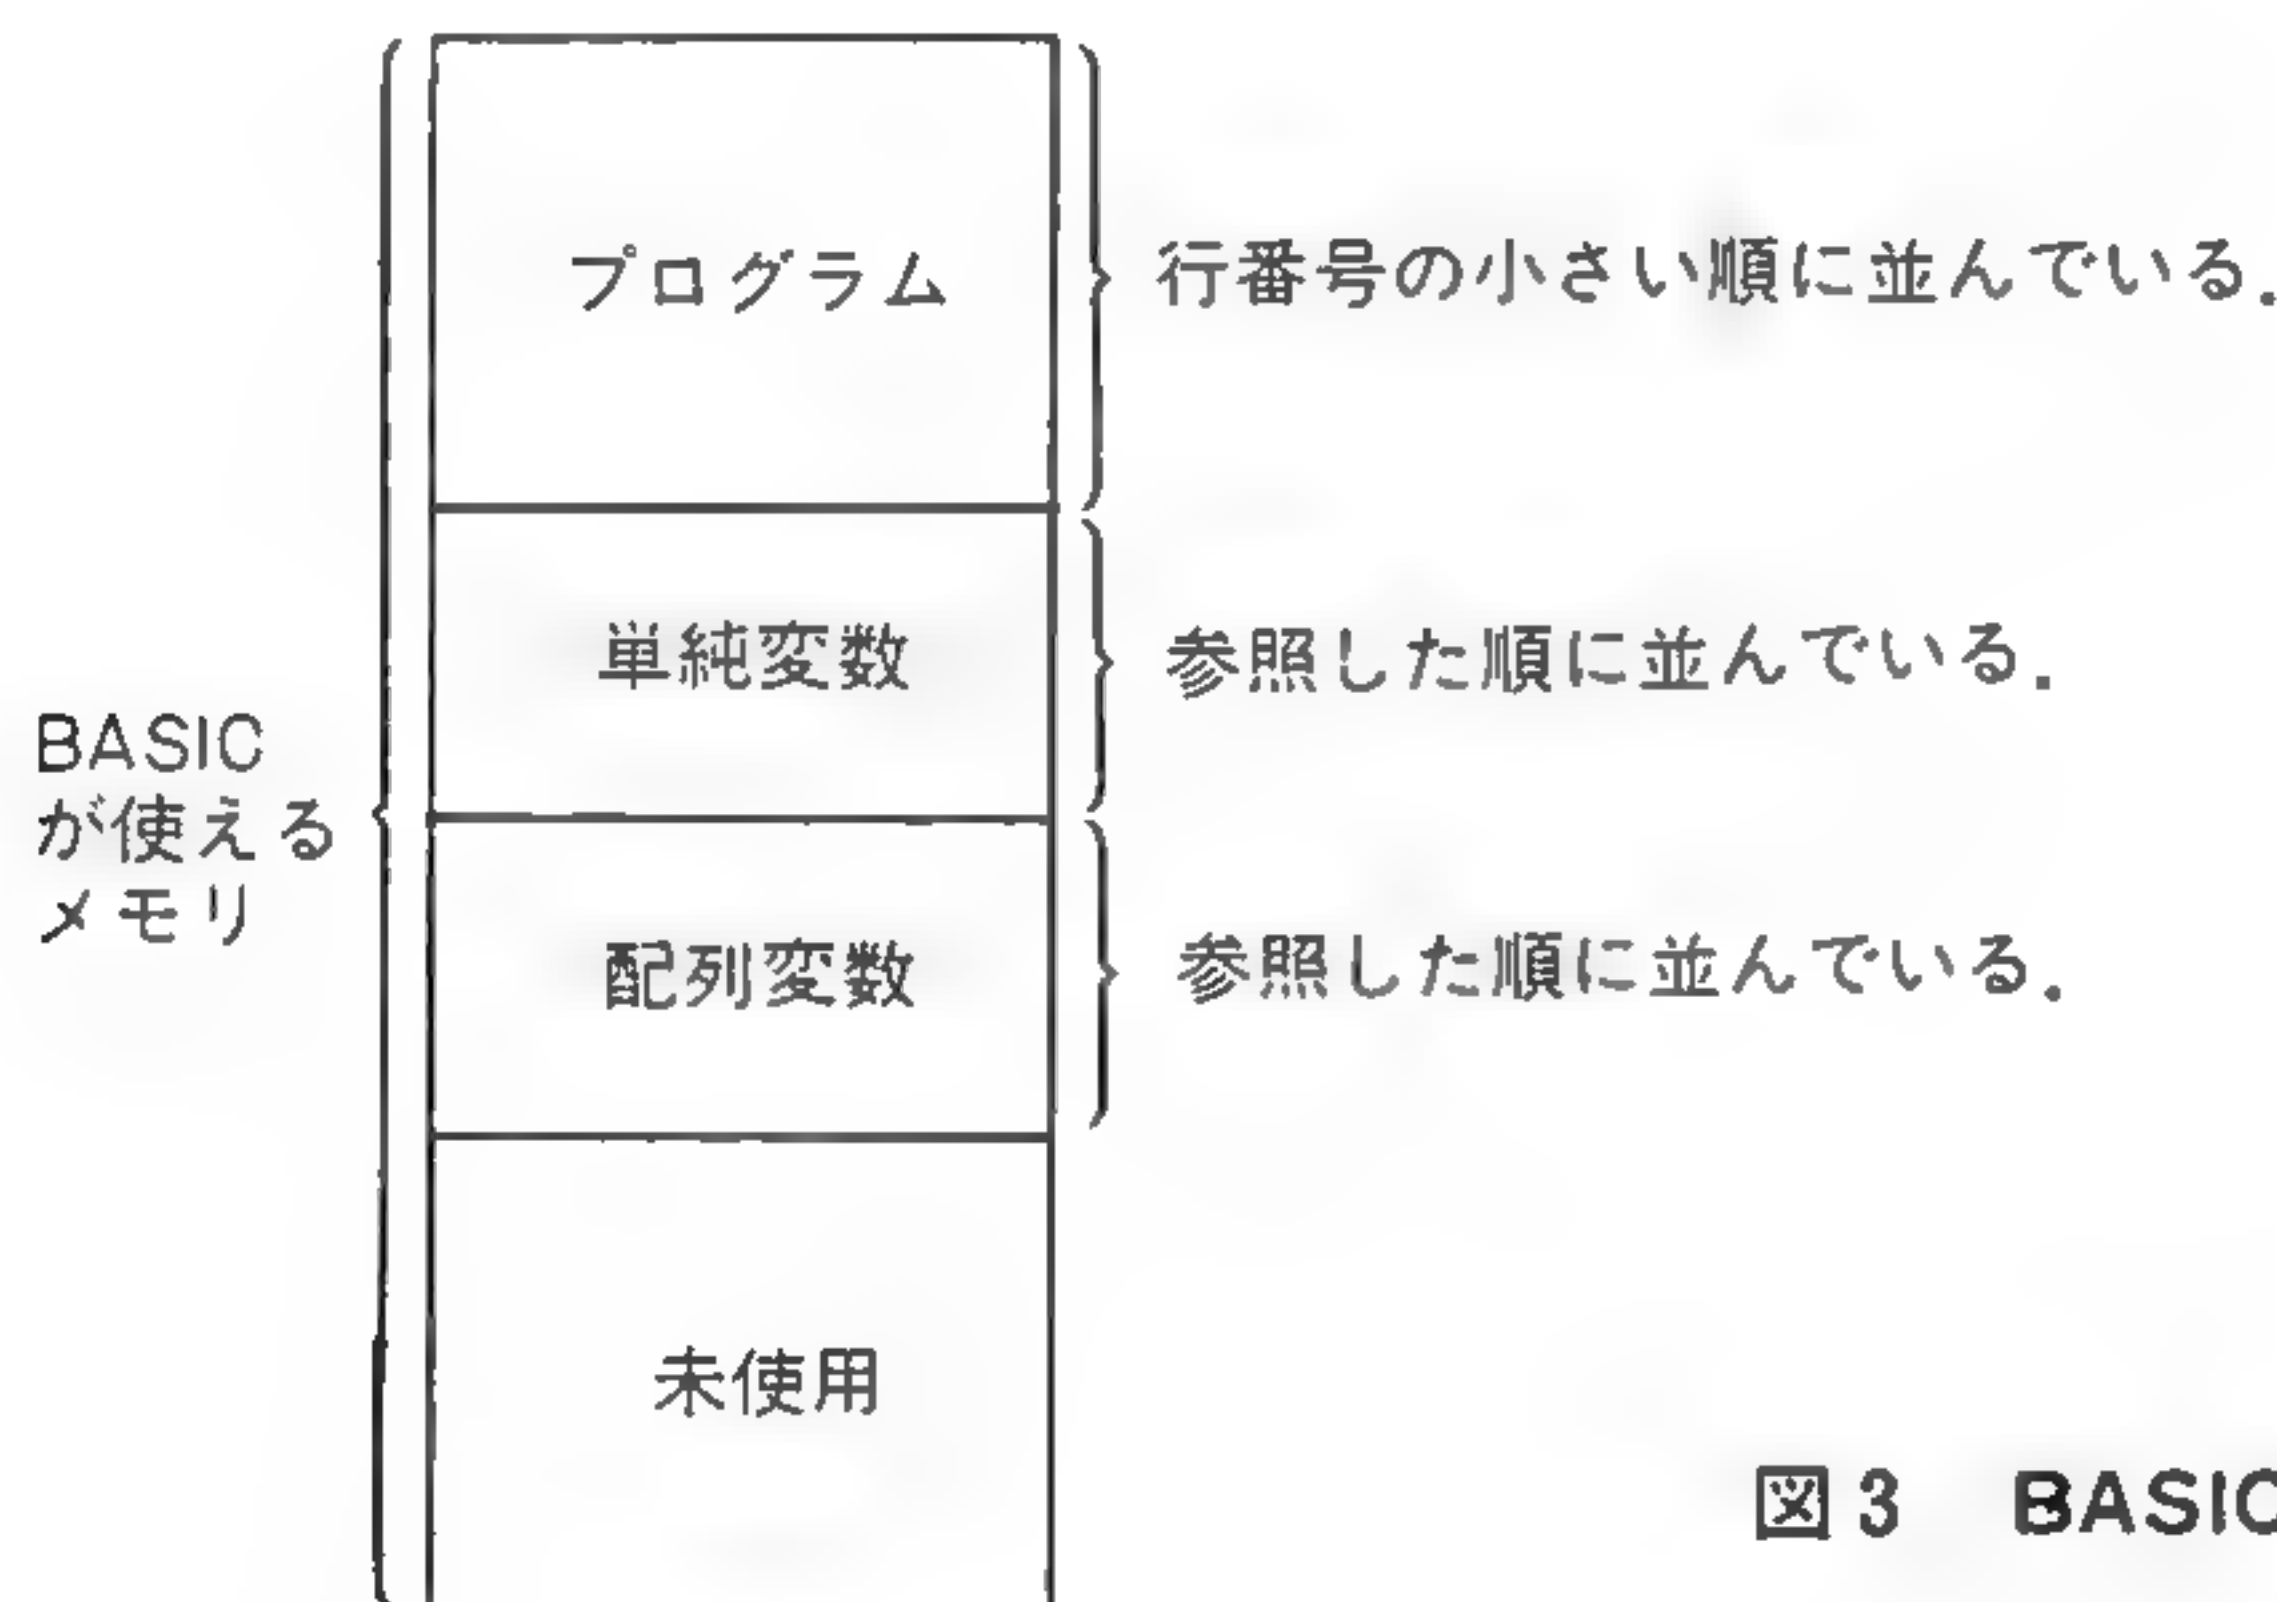 プログラム
行番号の小さい順に並んでいる.
単純変数
参照した順に並んでいる.
BASIC
が使える
メモリ
配列変数
参照した順に並んでいる.
未使用
図3 BASIC